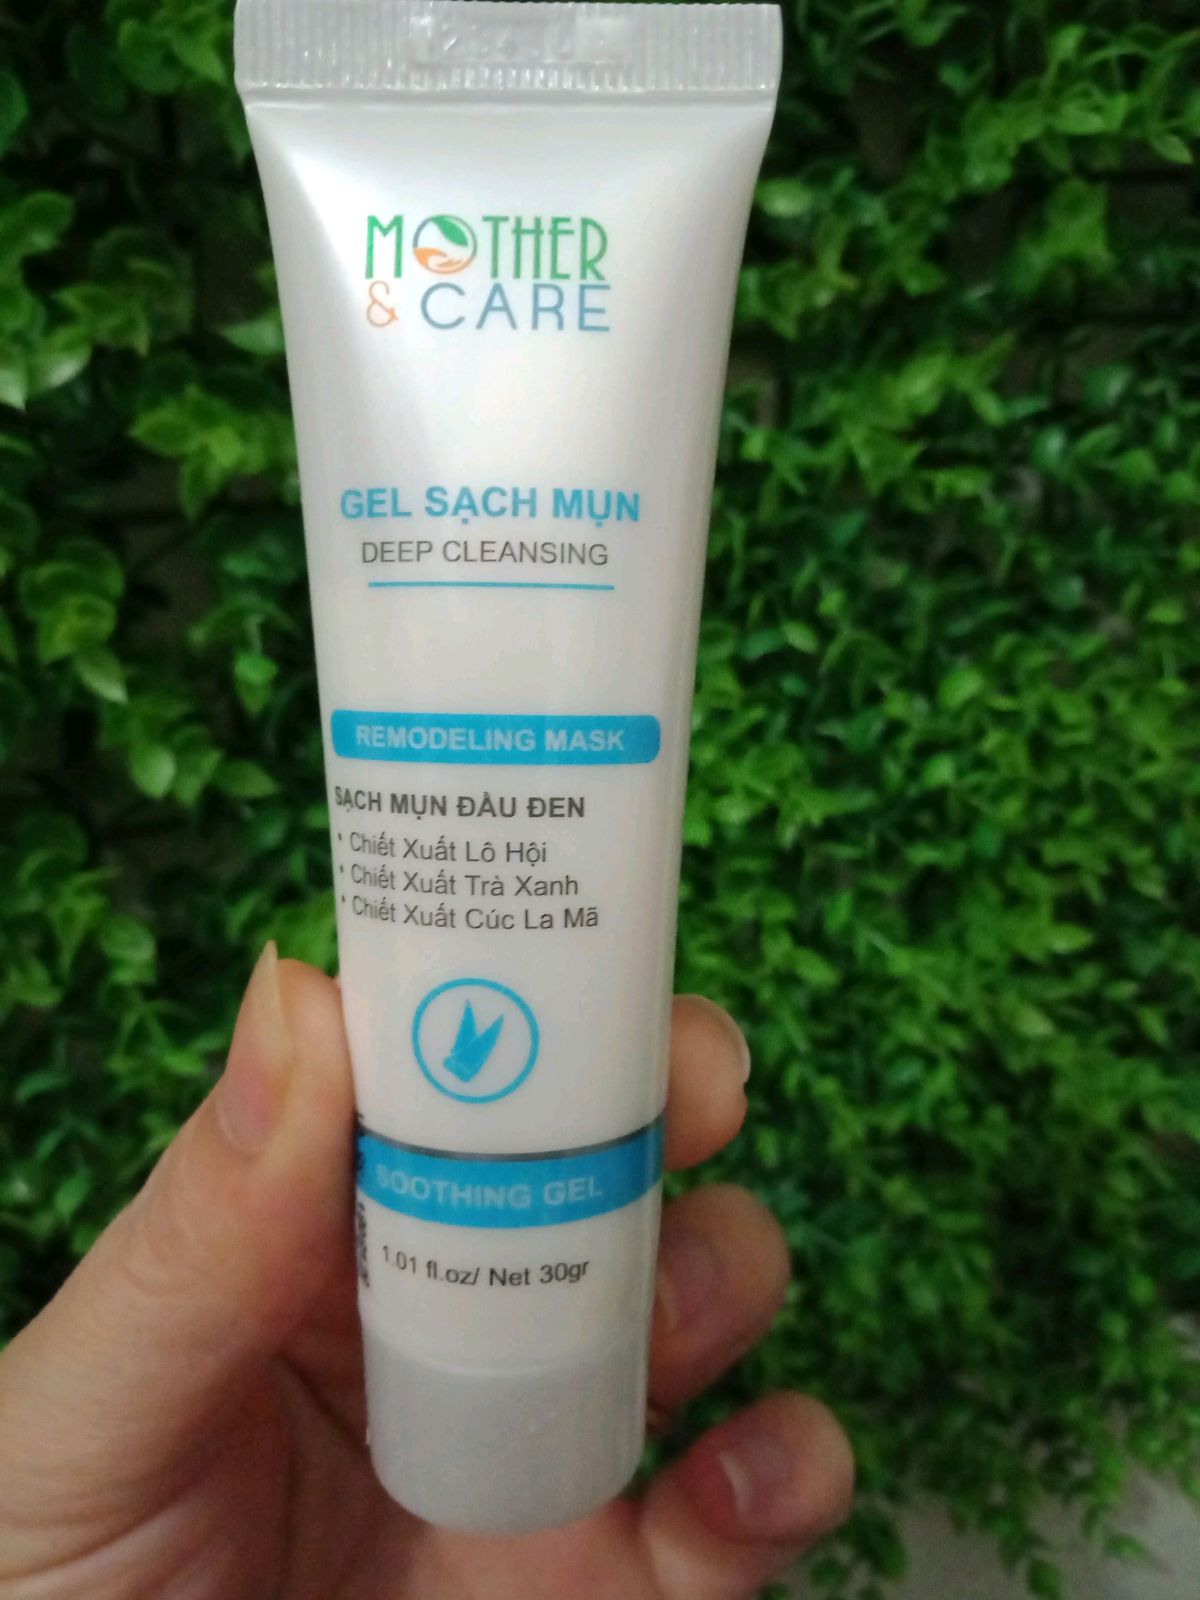 MOTHER
& CARE
GEL SẠCH MỤN
DEEP CLEANSING
REMODELING MASK
SẠCH MỤN ĐẦU ĐEN
• Chiết Xuất Lô Hội
• Chiết Xuất Trà Xanh
• Chiết Xuất Cúc La Mã
SOOTHING GEL
1.01 fl.oz/ Net 30gr